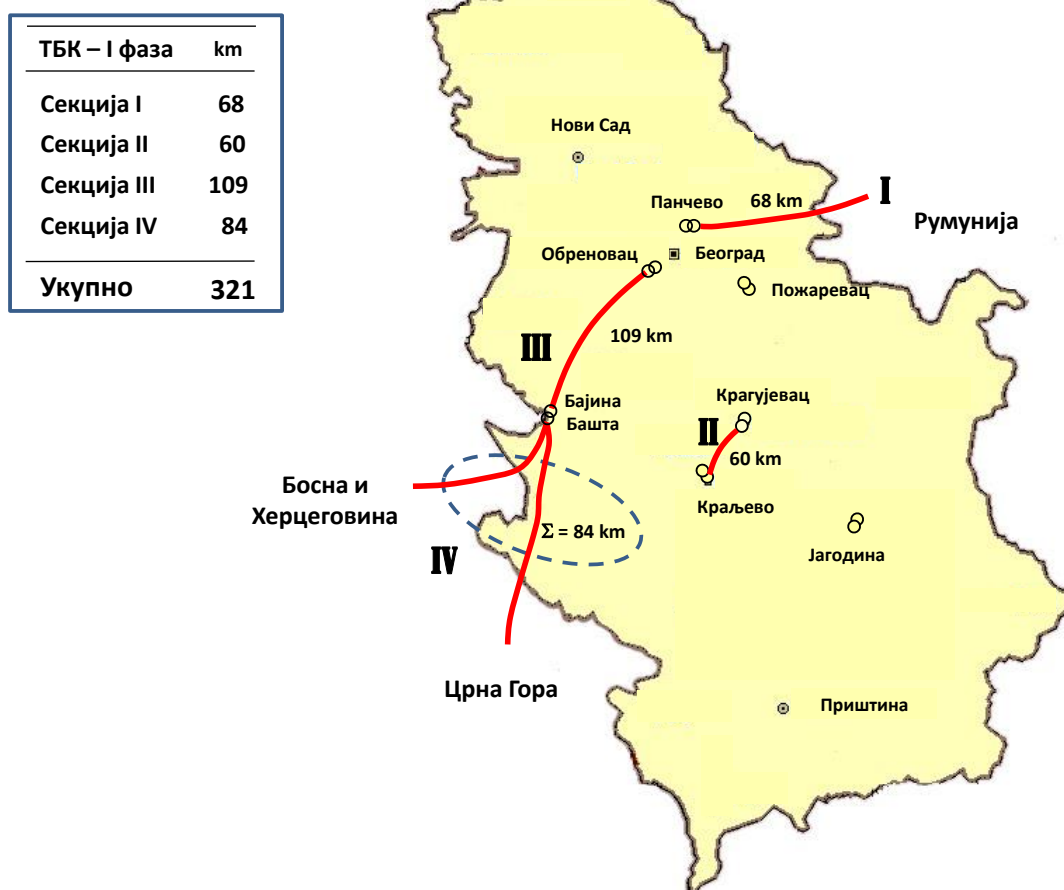 ТБК – I фаза km
Секција I 68
Секција II 60
Секција III 109
Секција IV 84
Укупно 321
Нови Сад
Панчево 68 km
I
Румунија
Обреновац
Београд
Пожаревац
III
109 km
Бајина
Башта
Крагујевац
II
60 km
Краљево
Босна и
Херцеговина
Σ = 84 km
IV
Јагодина
Црна Гора
Приштина